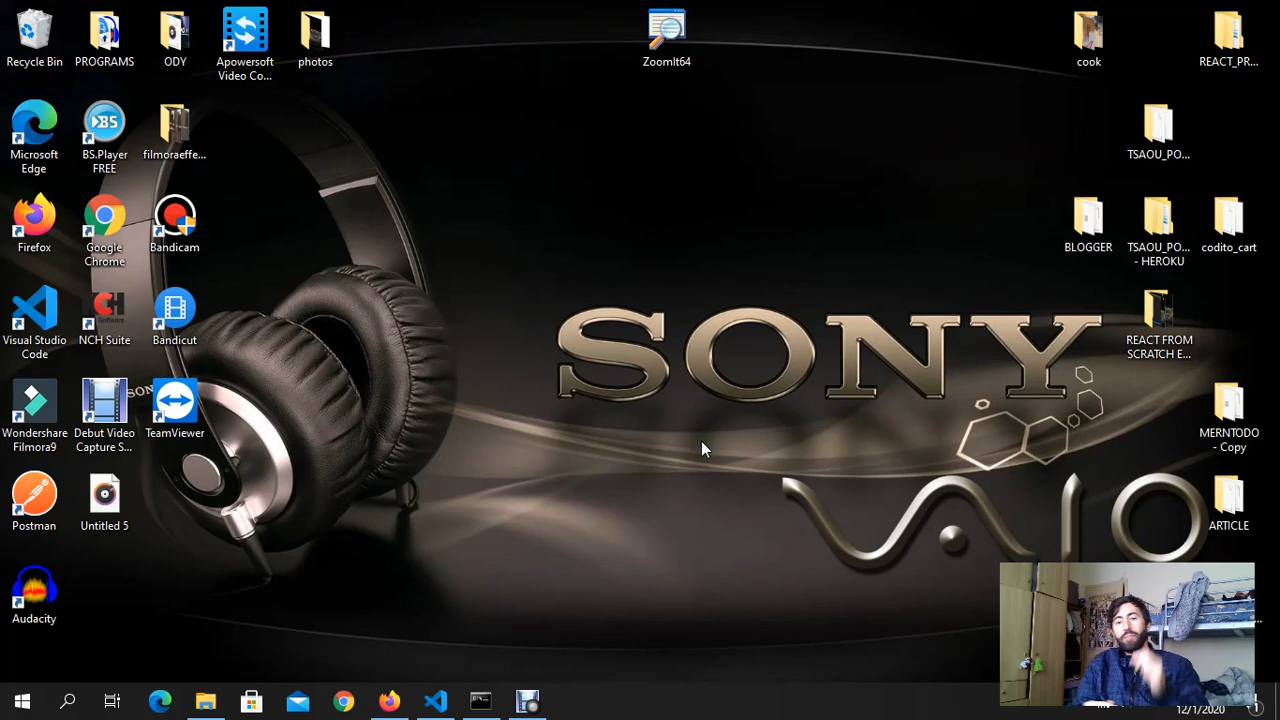 Recycle Bin
PROGRAMS
ODY
Apowersoft
Video Co...
photos
ZoomIt64
cook
REACT_PR...
Microsoft
Edge
BS.Player
FREE
filmoraeffe...
TSAOU_PO...
Firefox
Google
Chrome
Bandicam
BLOGGER
TSAOU_PO...
- HEROKU
codito_cart
Visual Studio
Code
NCH Suite
Bandicut
REACT FROM
SCRATCH E...
SONY
Wondershare
Filmora9
Debut Video
Capture S...
TeamViewer
MERNTODO
- Copy
Postman
Untitled 5
ARTICLE
VAIO
Audacity
12/1/2020